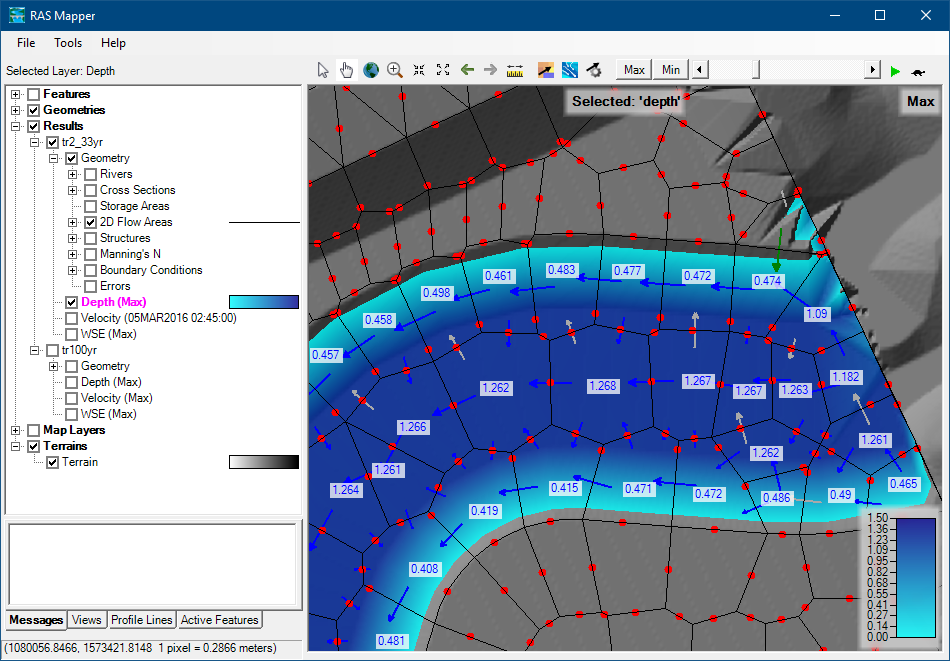 RAS Mapper
File Tools Help
Selected Layer: Depth
Max Min
Features
Geometries
Results
tr2_33yr
Geometry
Rivers
Cross Sections
Storage Areas
2D Flow Areas
Structures
Manning's N
Boundary Conditions
Errors
Depth (Max)
Velocity (05MAR2016 02:45:00)
WSE (Max)
tr100yr
Geometry
Depth (Max)
Velocity (Max)
WSE (Max)
Map Layers
Terrains
Terrain
Messages Views Profile Lines Active Features
(1080056.8466, 1573421.8148 1 pixel = 0.2866 meters)
Selected: 'depth'
Max
0.461 0.483 0.477 0.472 0.474
0.498
0.458
1.09
0.457
1.262 1.268 1.267 1.267 1.263 1.182
1.266
1.261
1.262
1.264 1.261
0.465
0.415 0.471 0.472 0.486 0.49
0.419
0.408
0.481
1.50
1.36
1.23
1.09
0.95
0.82
0.68
0.55
0.41
0.27
0.14
0.00